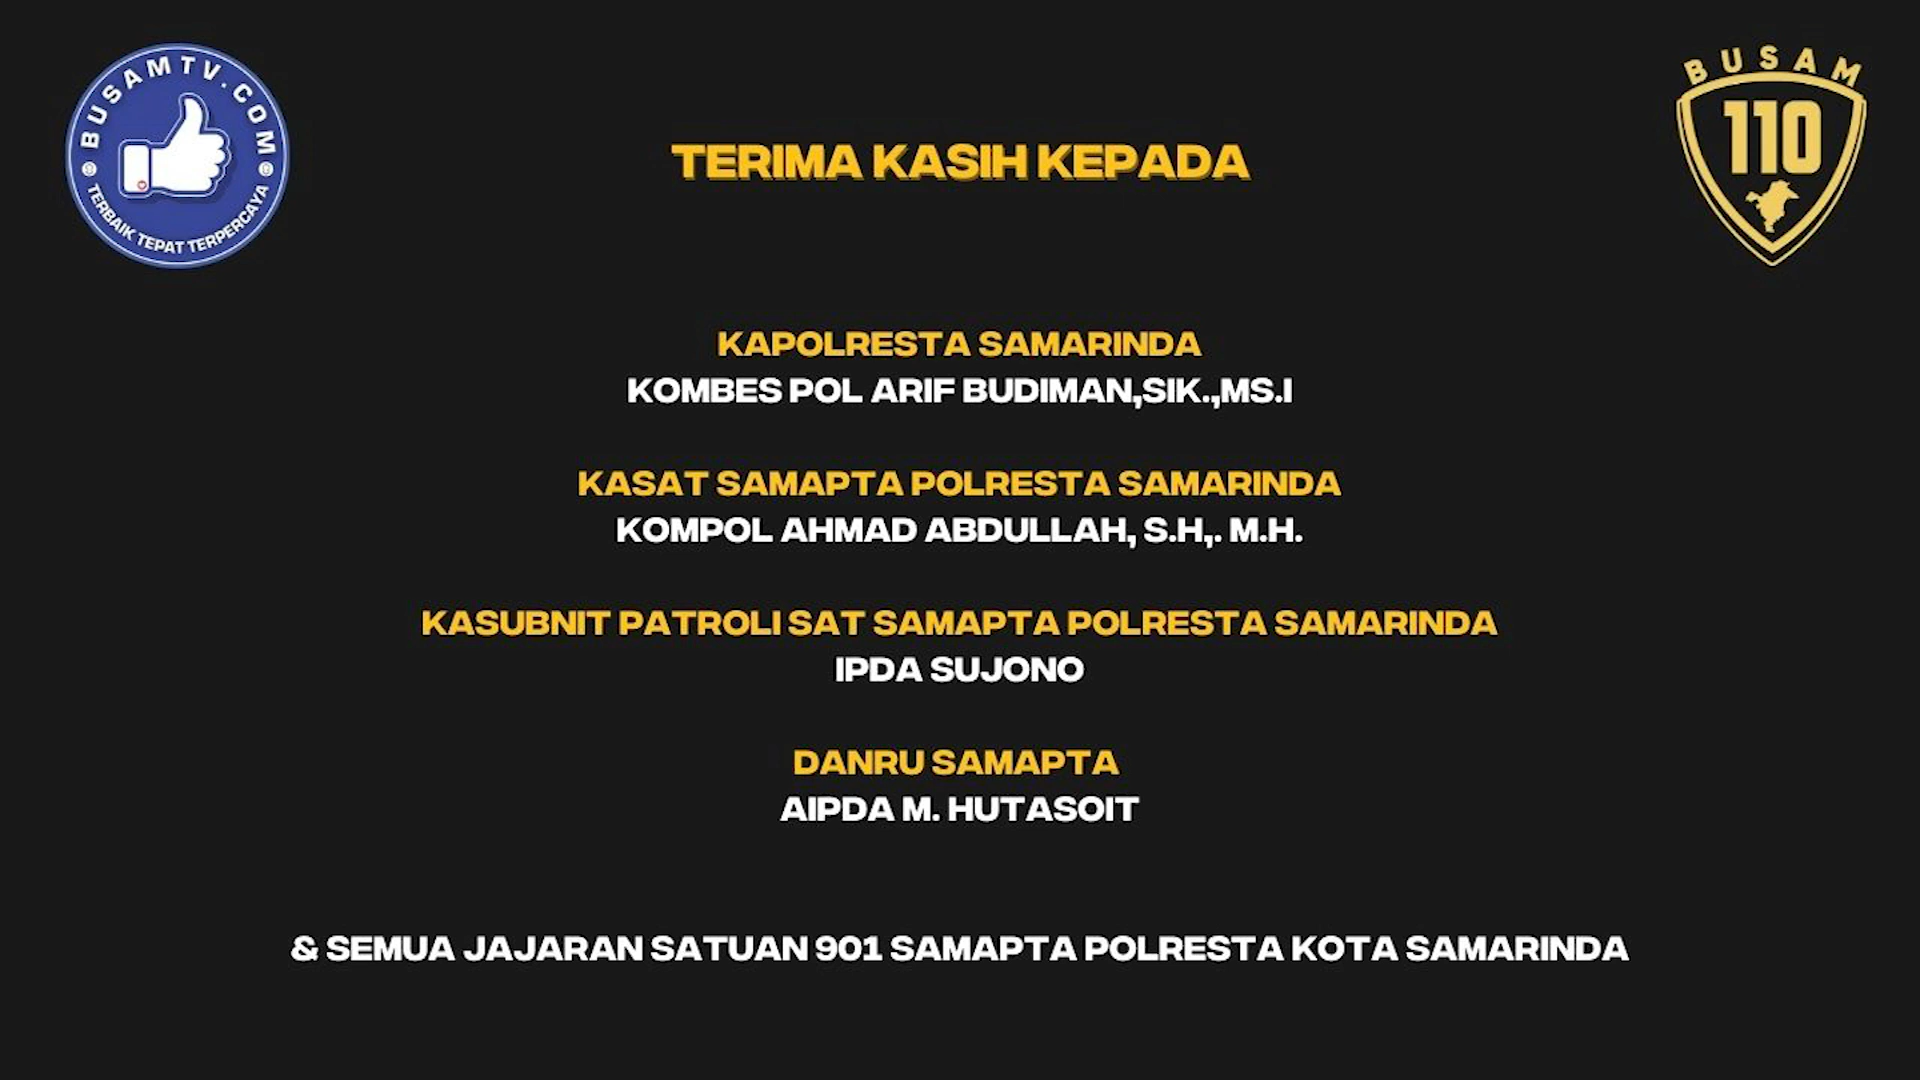 BUSAMTV.COM
TERBAIK TEPAT TERPERCAYA
BUSAM
110
TERIMA KASIH KEPADA
KAPOLRESTA SAMARINDA
KOMBES POL ARIF BUDIMAN,SIK.,MS.I
KASAT SAMAPTA POLRESTA SAMARINDA
KOMPOL AHMAD ABDULLAH, S.H,. M.H.
KASUBNIT PATROLI SAT SAMAPTA POLRESTA SAMARINDA
IPDA SUJONO
DANRU SAMAPTA
AIPDA M. HUTASOIT
& SEMUA JAJARAN SATUAN 901 SAMAPTA POLRESTA KOTA SAMARINDA